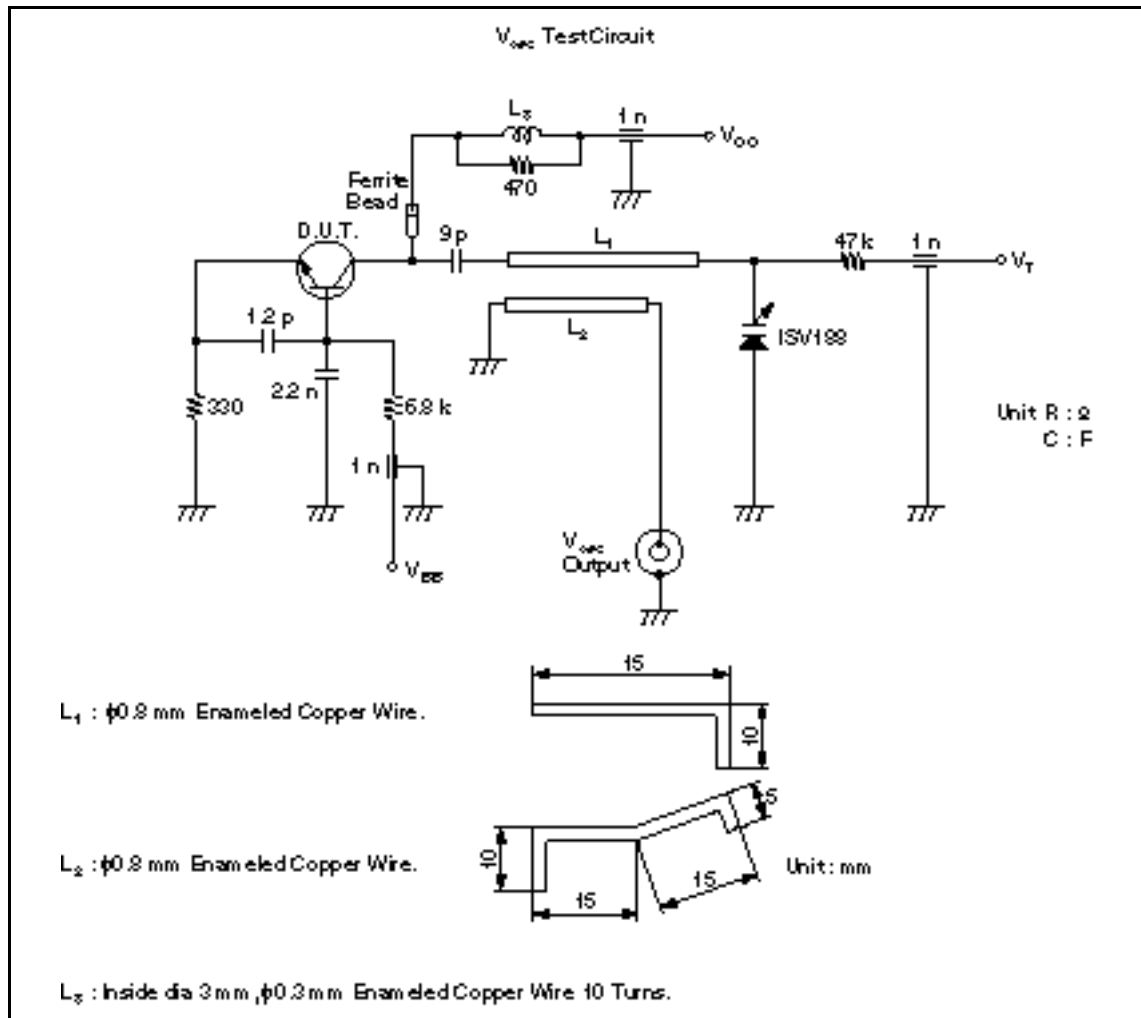 Vosc Test Circuit
L3
1 n
VCC
470
Ferrite
Bead
D.U.T.
9 p
L1
47 k
1 n
VT
L2
1.2 p
ISV188
2.2 n
330
6.8 k
Unit R : Ω
C : F
1 n
Vosc
Output
VBB
15
L1 : ϕ0.8 mm Enameled Copper Wire.
10
5
L2 : ϕ0.8 mm Enameled Copper Wire.
10
15
15
Unit : mm
L3 : Inside dia 3 mm , ϕ0.3 mm Enameled Copper Wire 10 Turns.